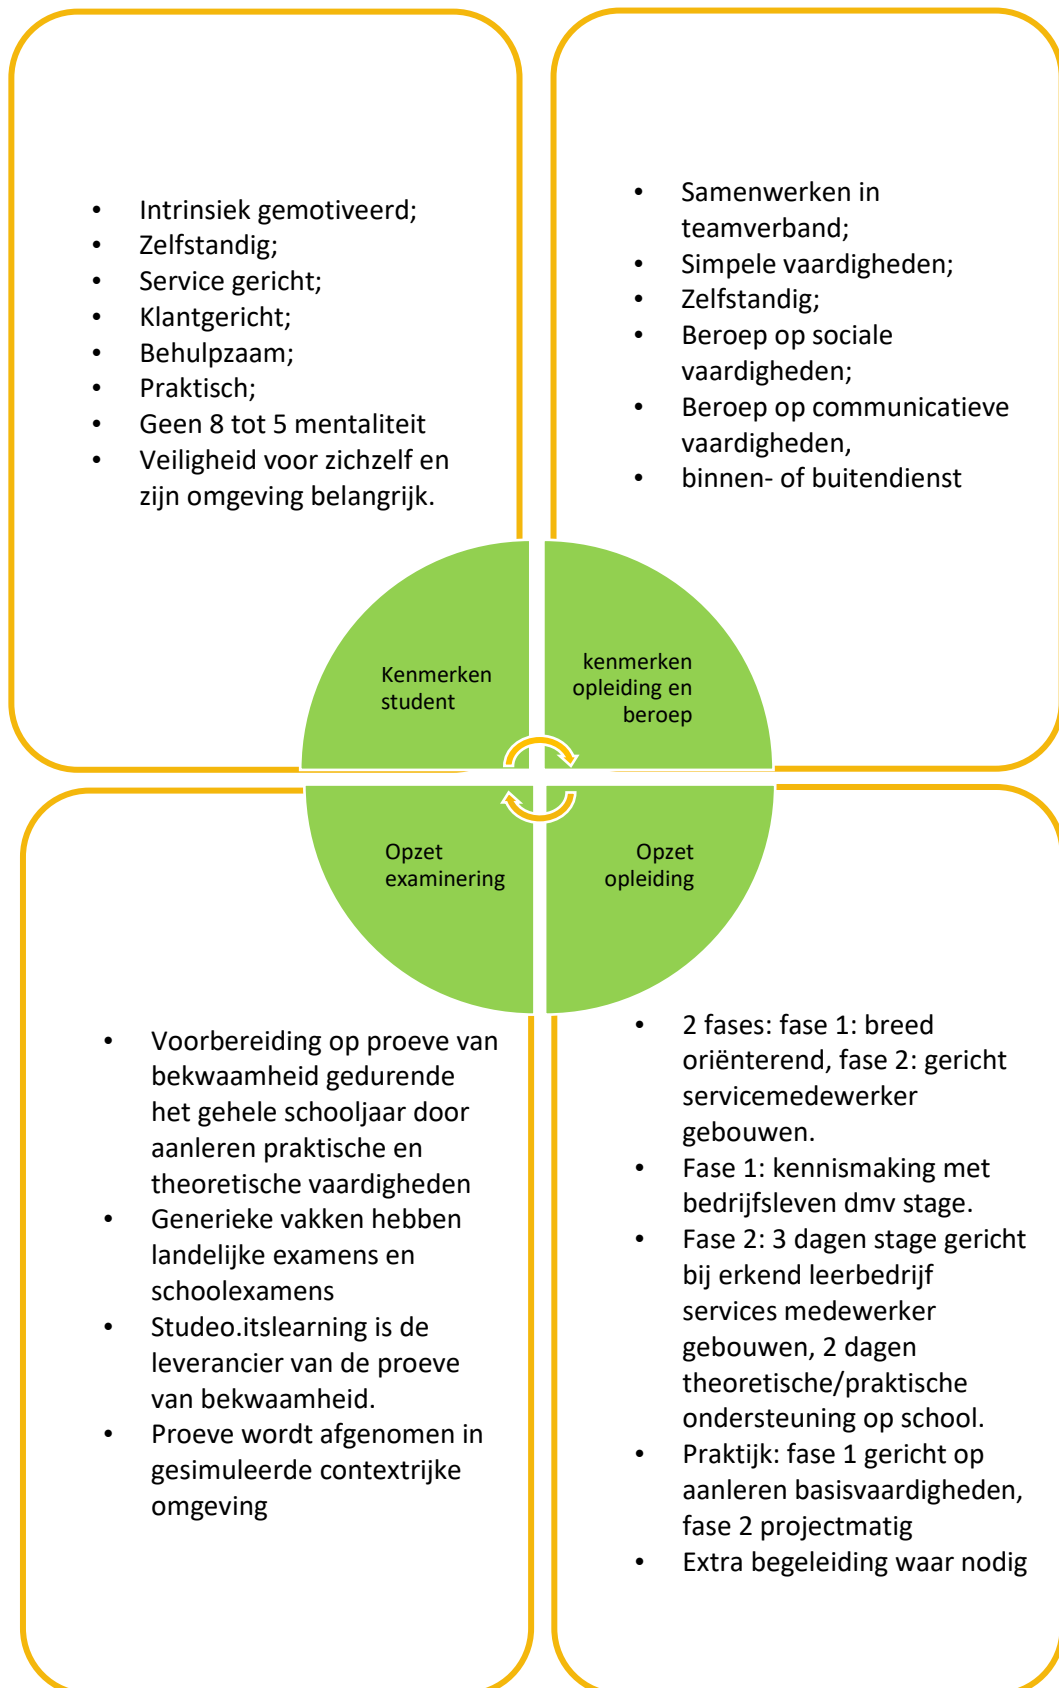 • Intrinsiek gemotiveerd;
• Zelfstandig;
• Service gericht;
• Klantgericht;
• Behulpzaam;
• Praktisch;
• Geen 8 tot 5 mentaliteit
• Veiligheid voor zichzelf en
zijn omgeving belangrijk.
• Samenwerken in
teamverband;
• Simpele vaardigheden;
• Zelfstandig;
• Beroep op sociale
vaardigheden;
• Beroep op communicatieve
vaardigheden,
• binnen- of buitendienst
Kenmerken
student
kenmerken
opleiding en
beroep
Opzet
examinering
Opzet
opleiding
• Voorbereiding op proeve van
bekwaamheid gedurende
het gehele schooljaar door
aanleren praktische en
theoretische vaardigheden
• Generieke vakken hebben
landelijke examens en
schoolexamens
• Studeo.itslearning is de
leverancier van de proeve
van bekwaamheid.
• Proeve wordt afgenomen in
gesimuleerde contextrijke
omgeving
• 2 fases: fase 1: breed
oriënterend, fase 2: gericht
servicemedewerker
gebouwen.
• Fase 1: kennismaking met
bedrijfsleven dmv stage.
• Fase 2: 3 dagen stage gericht
bij erkend leerbedrijf
services medewerker
gebouwen, 2 dagen
theoretische/praktische
ondersteuning op school.
• Praktijk: fase 1 gericht op
aanleren basisvaardigheden,
fase 2 projectmatig
• Extra begeleiding waar nodig